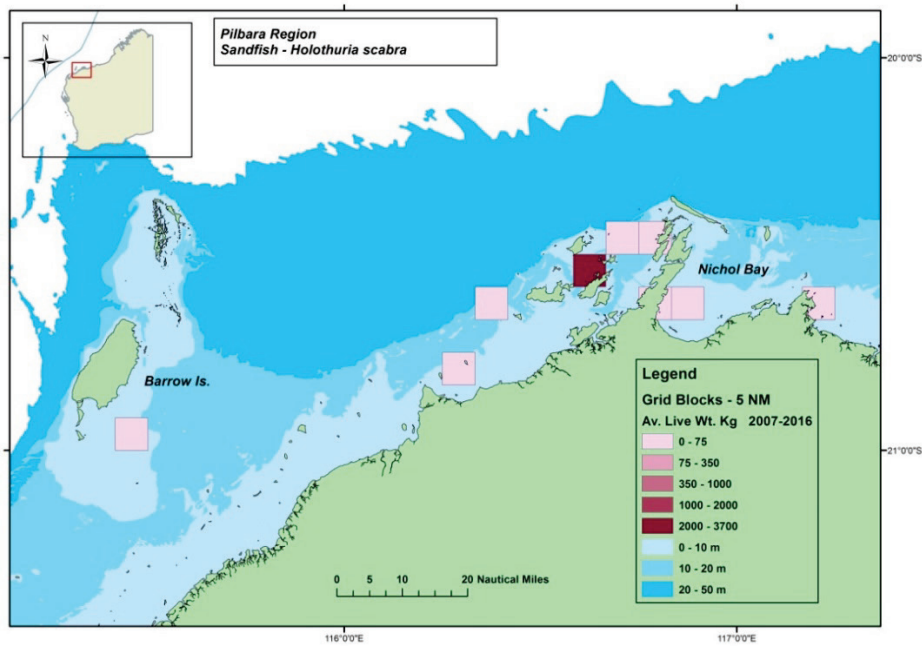 N
Pilbara Region
Sandfish - Holothuria scabra
20°0'0"S
Nichol Bay
Barrow Is.
Legend
Grid Blocks - 5 NM
Av. Live Wt. Kg 2007-2016
0 - 75
75 - 350
350 - 1000
1000 - 2000
2000 - 3700
0 - 10 m
10 - 20 m
20 - 50 m
21°0'0"S
0 5 10 20 Nautical Miles
116°0'0"E
117°0'0"E